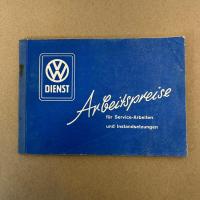 VW
DIENST
Arbeitspreise
für Service-Arbeiten
und Instandsetzungen